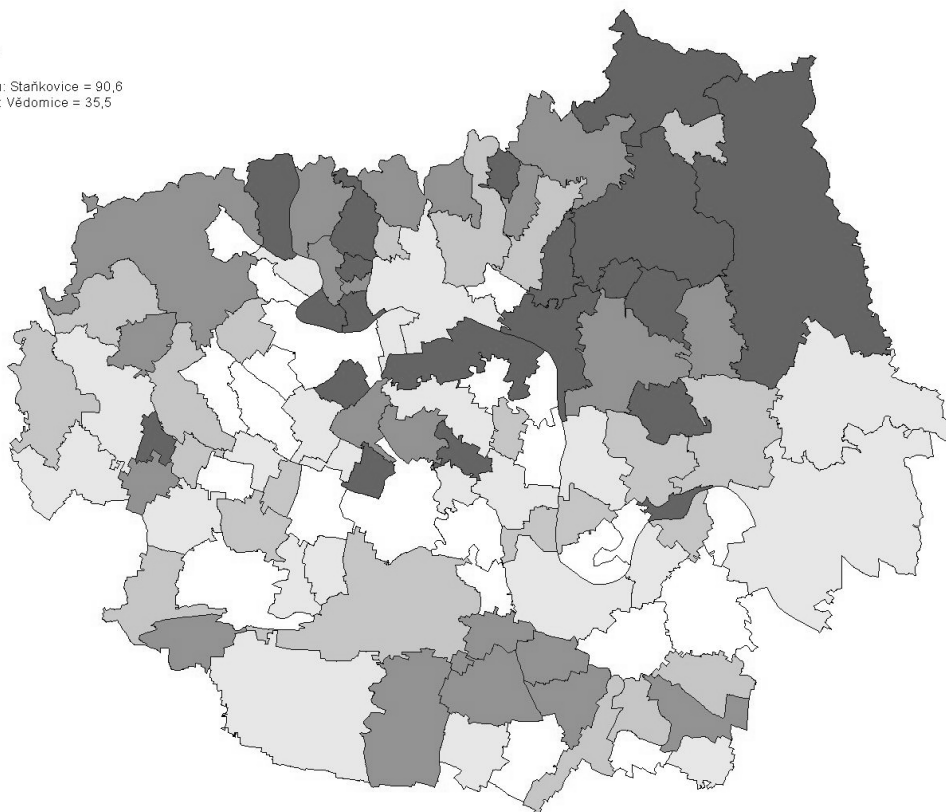 : Staňkovice = 90,6
: Vědomice = 35,5